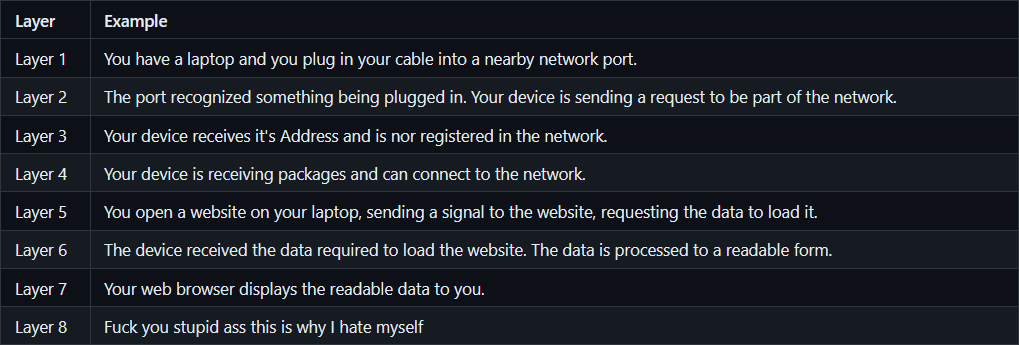 Layer Example
Layer 1 You have a laptop and you plug in your cable into a nearby network port.
Layer 2 The port recognized something being plugged in. Your device is sending a request to be part of the network.
Layer 3 Your device receives it's Address and is nor registered in the network.
Layer 4 Your device is receiving packages and can connect to the network.
Layer 5 You open a website on your laptop, sending a signal to the website, requesting the data to load it.
Layer 6 The device received the data required to load the website. The data is processed to a readable form.
Layer 7 Your web browser displays the readable data to you.
Layer 8 Fuck you stupid ass this is why I hate myself